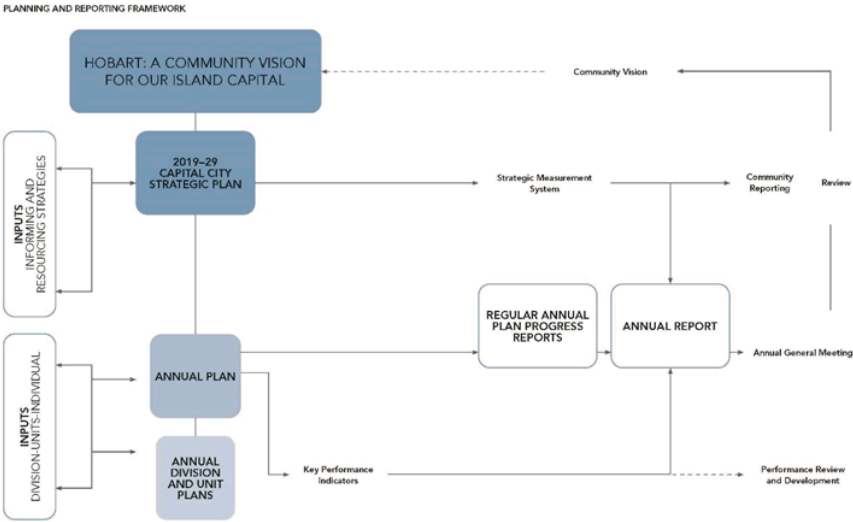 PLANNING AND REPORTING FRAMEWORK
HOBART: A COMMUNITY VISION
FOR OUR ISLAND CAPITAL
Community Vision
INPUTS
INFORMING AND
RESOURCING STRATEGIES
2019–29
CAPITAL CITY
STRATEGIC PLAN
Strategic Measurement
System
Community
Reporting
Review
REGULAR ANNUAL
PLAN PROGRESS
REPORTS
ANNUAL REPORT
Annual General Meeting
INPUTS
DIVISION-UNITS-INDIVIDUAL
ANNUAL PLAN
ANNUAL
DIVISION
AND UNIT
PLANS
Key Performance
Indicators
Performance Review
and Development